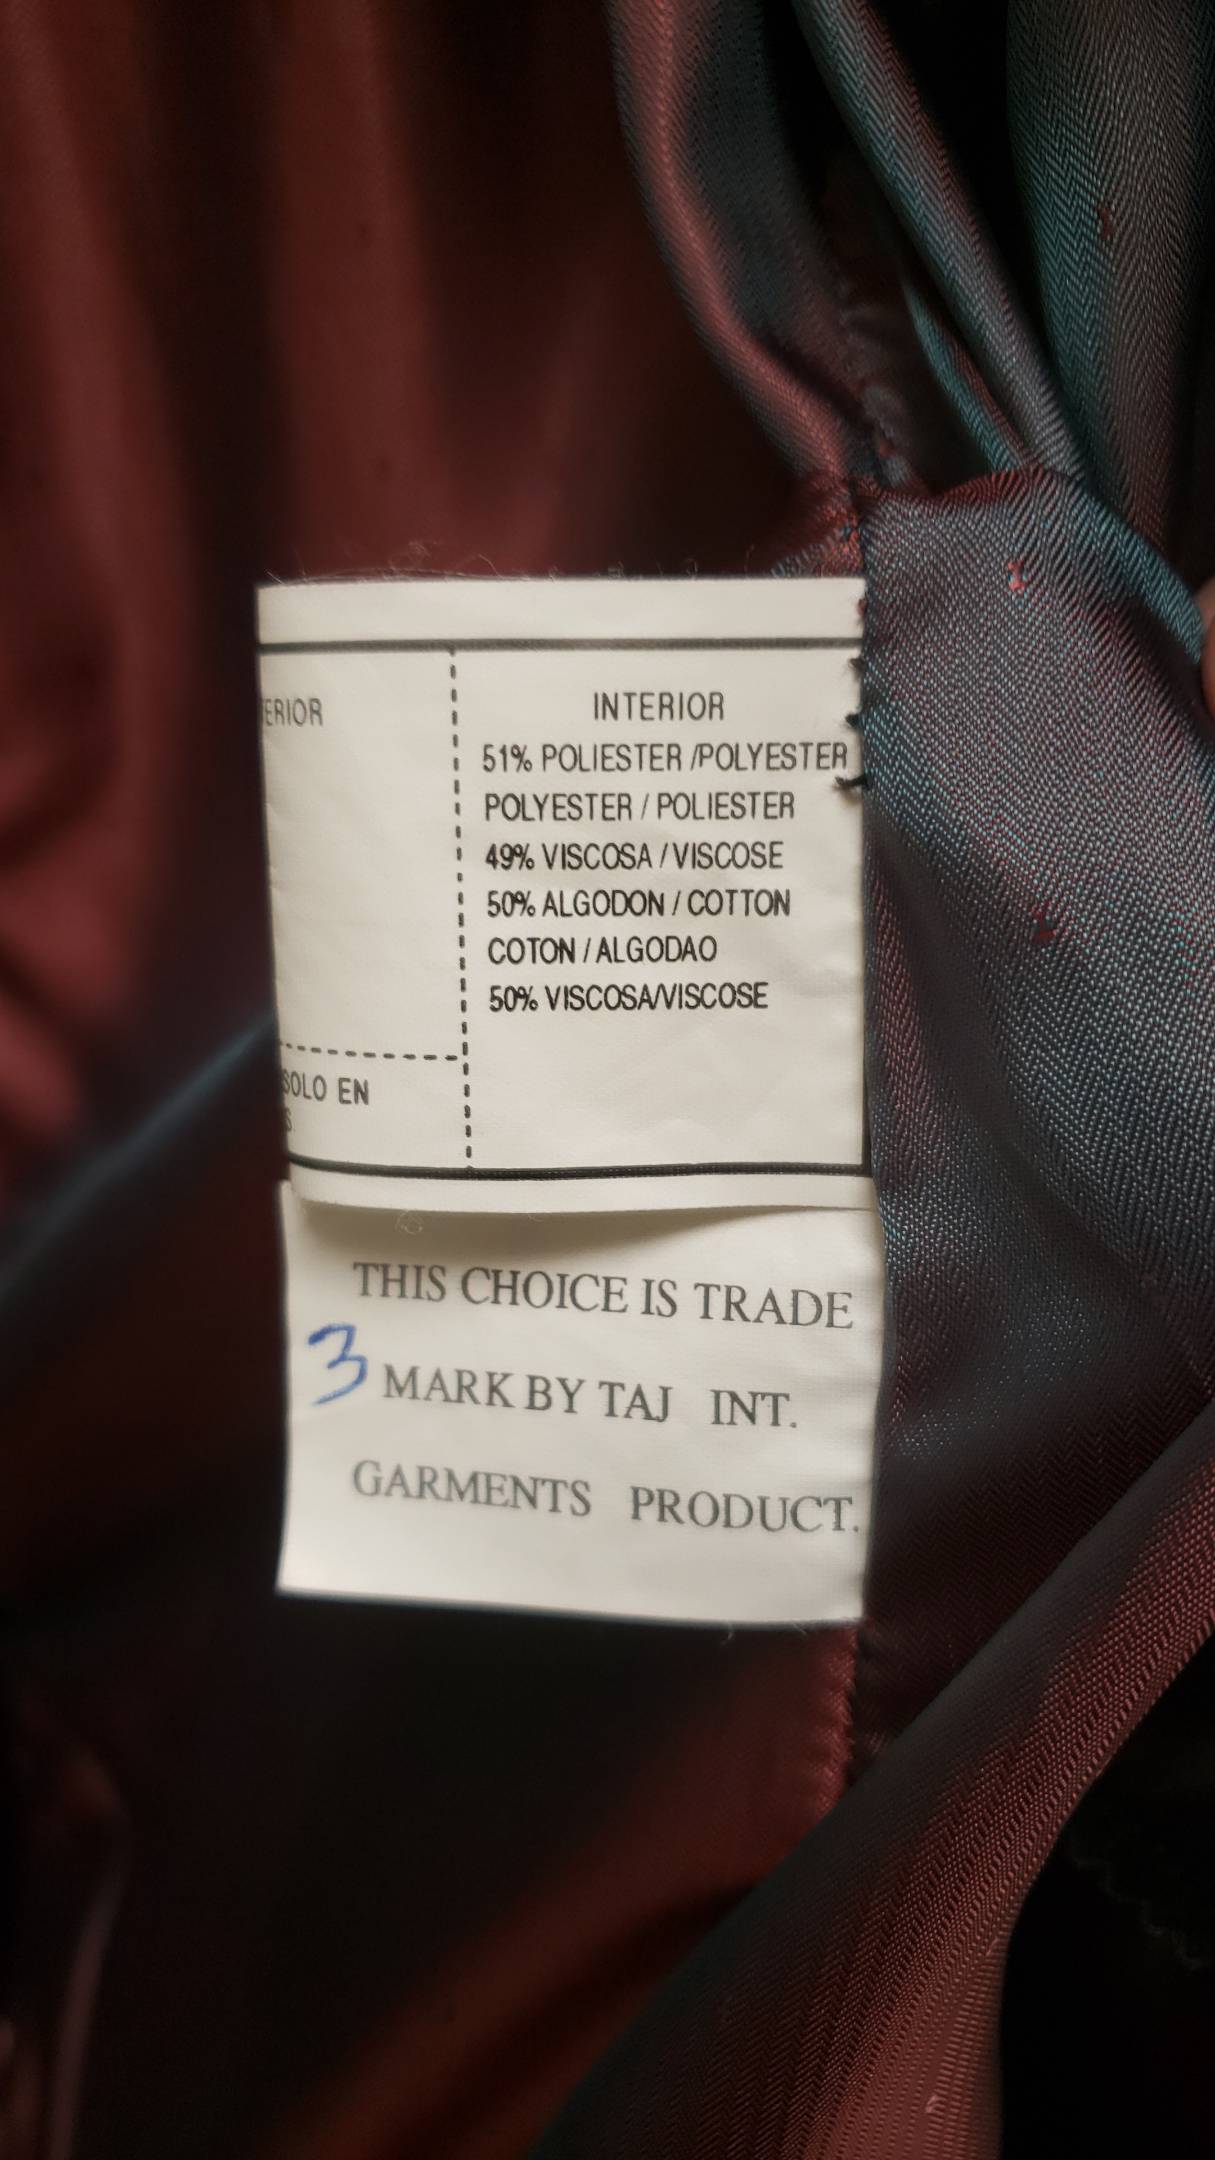 ERIOR
INTERIOR
51% POLIESTER /POLYESTER
POLYESTER / POLIESTER
49% VISCOSA / VISCOSE
50% ALGODON / COTTON
COTON / ALGODAO
50% VISCOSA/VISCOSE
SOLO EN
S
THIS CHOICE IS TRADE
3
MARK BY TAJ INT.
GARMENTS PRODUCT.